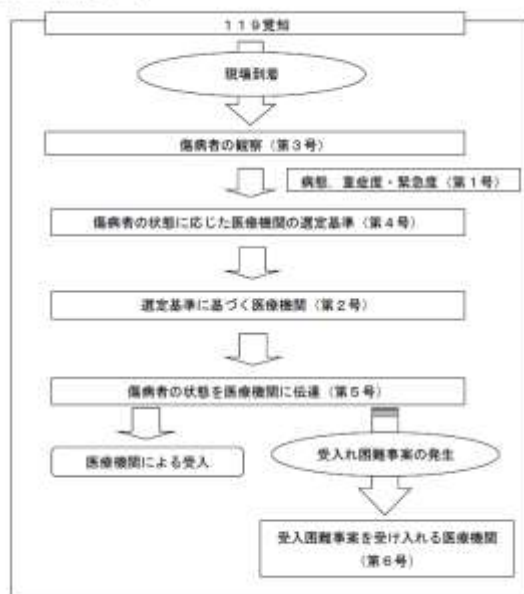 119覚知
現場到着
傷病者の観察（第3号）
病態、重症度・緊急度（第1号）
傷病者の状態に応じた医療機関の選定基準（第4号）
選定基準に基づく医療機関（第2号）
傷病者の状態を医療機関に伝達（第5号）
医療機関による受入
受入れ困難事案の発生
受入困難事案を受け入れる医療機関
（第6号）